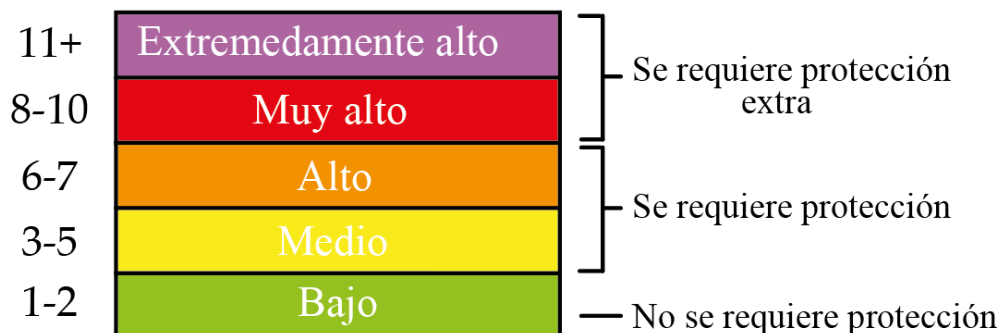 11+ Extremedamente alto
Se requiere protección
extra
8-10 Muy alto
6-7 Alto
Se requiere protección
3-5 Medio
1-2 Bajo
No se requiere protección